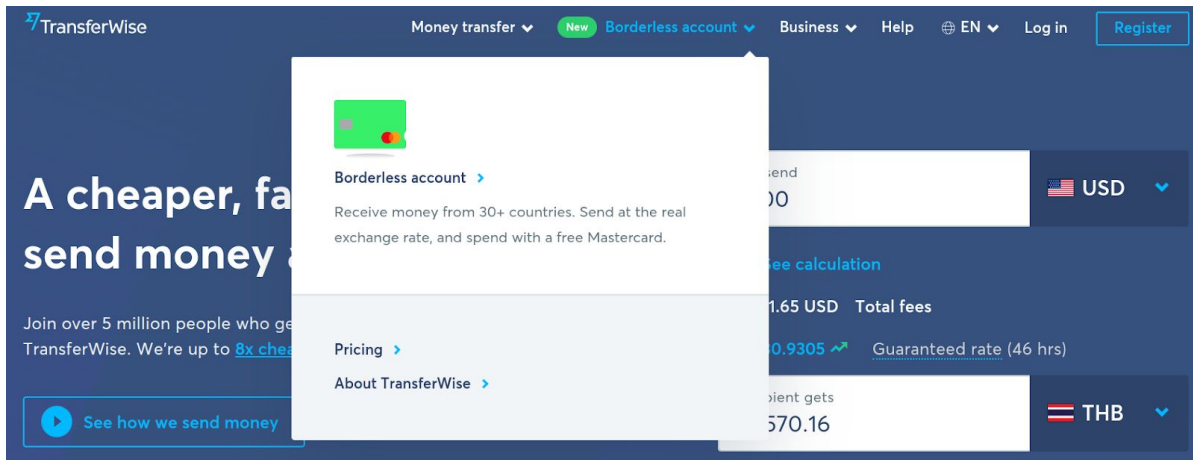 TransferWise
Money transfer New Borderless account Business Help EN Log in Register
Borderless account
Receive money from 30+ countries. Send at the real
exchange rate, and spend with a free Mastercard.
Pricing
About TransferWise
A cheaper, fa
send money
Join over 5 million people who ge
TransferWise. We're up to 8x chea
See how we send money
send
00
USD
See calculation
1.65 USD Total fees
0.9305 Guaranteed rate (46 hrs)
pient gets
570.16
THB